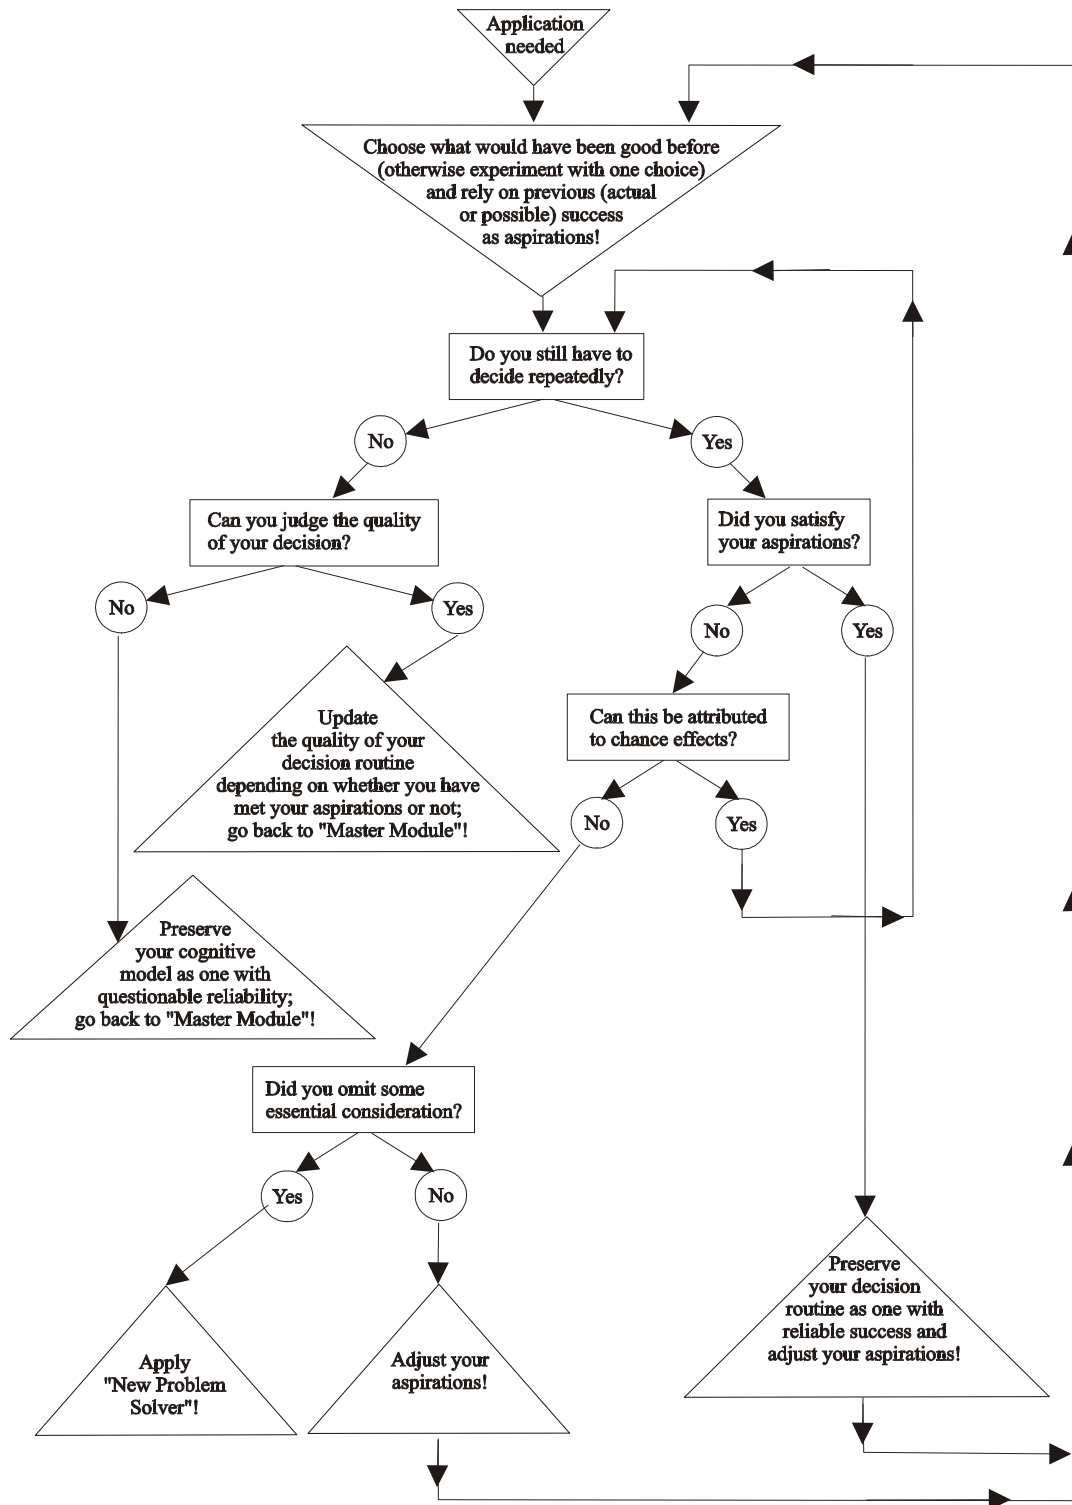 Application
needed
Choose what would have been good before
(otherwise experiment with one choice)
and rely on previous (actual
or possible) success
as aspirations!
Do you still have to
decide repeatedly?
No
Yes
Can you judge the quality
of your decision?
Did you satisfy
your aspirations?
No
Yes
No
Yes
Update
the quality of your
decision routine
depending on whether you have
met your aspirations or not;
go back to "Master Module"!
Can this be attributed
to chance effects?
No
Yes
Preserve
your cognitive
model as one with
questionable reliability;
go back to "Master Module"!
Did you omit some
essential consideration?
Yes
No
Apply
"New Problem
Solver"!
Adjust your
aspirations!
Preserve
your decision
routine as one with
reliable success and
adjust your aspirations!